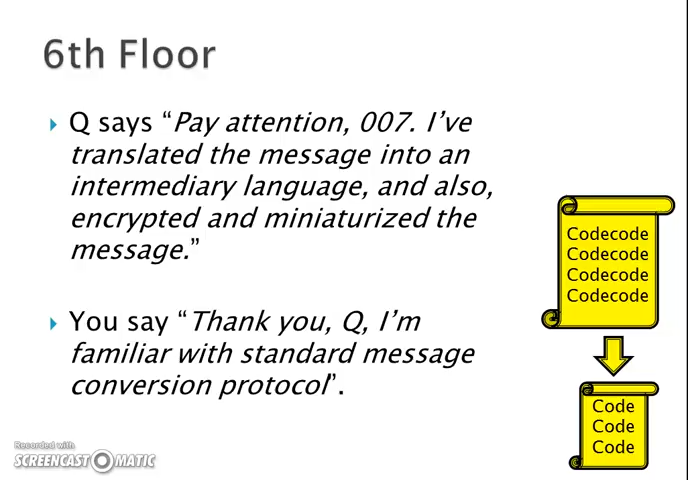 6th Floor
Q says “Pay attention, 007. I’ve
translated the message into an
intermediary language, and also,
encrypted and miniaturized the
message.”
You say “Thank you, Q, I’m
familiar with standard message
conversion protocol”.
Codecode
Codecode
Codecode
Codecode
Code
Code
Code
Recorded with
SCREENCAST-O-MATIC